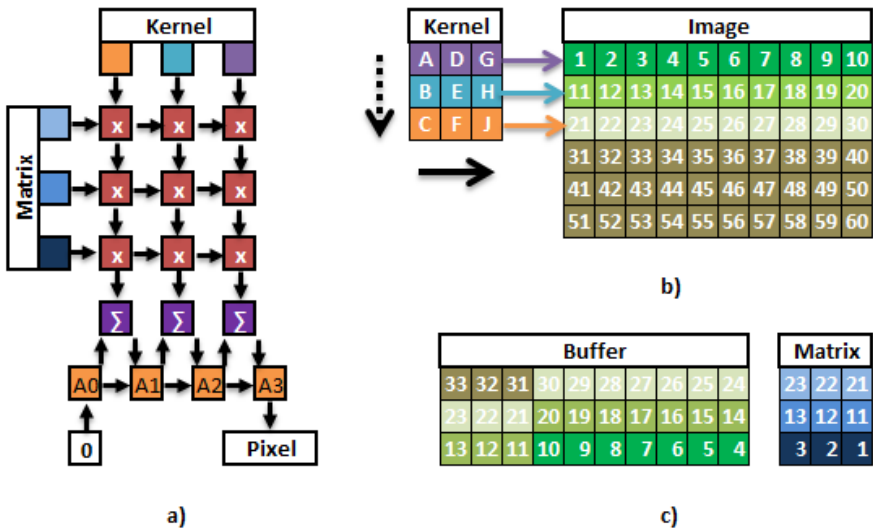 Kernel
Matrix
x x x
x x x
x x x
∑ ∑ ∑
A0 A1 A2 A3
0 Pixel
a)
Kernel
A D G
B E H
C F J
Image
1 2 3 4 5 6 7 8 9 10
11 12 13 14 15 16 17 18 19 20
21 22 23 24 25 26 27 28 29 30
31 32 33 34 35 36 37 38 39 40
41 42 43 44 45 46 47 48 49 50
51 52 53 54 55 56 57 58 59 60
b)
Buffer
33 32 31 30 29 28 27 26 25 24
23 22 21 20 19 18 17 16 15 14
13 12 11 10 9 8 7 6 5 4
Matrix
23 22 21
13 12 11
3 2 1
c)